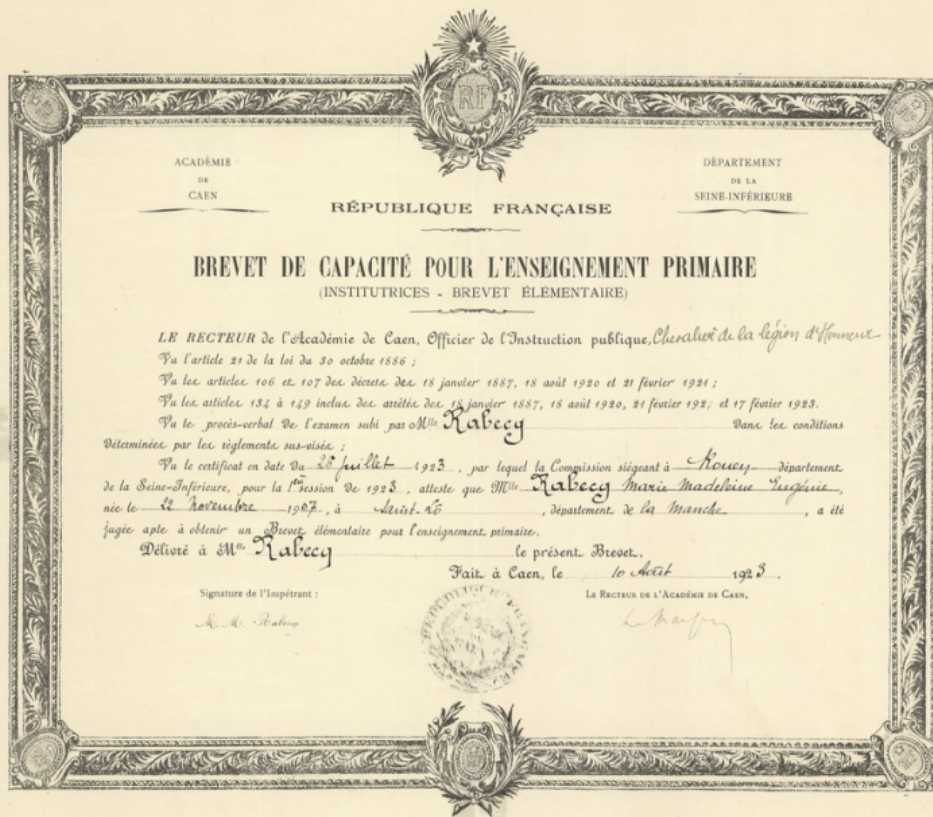 RF
ACADÉMIE
DE
CAEN
DÉPARTEMENT
DE LA
SEINE-INFÉRIEURE
RÉPUBLIQUE FRANÇAISE
BREVET DE CAPACITÉ POUR L'ENSEIGNEMENT PRIMAIRE
(INSTITUTRICES - BREVET ÉLÉMENTAIRE)
LE RECTEUR de l'Académie de Caen, Officier de l'Instruction publique, Chevalier de la légion d'Honneur
Vu l'article 21 de la loi du 30 octobre 1886 ;
Vu les articles 106 et 107 des décrets des 18 janvier 1887, 18 août 1920 et 21 février 1921 ;
Vu les articles 134 à 149 inclus des arrêtés des 18 janvier 1887, 18 août 1920, 21 février 1921 et 17 février 1923.
Vu le procès-verbal de l'examen subi par Mlle Rabecq dans les conditions
déterminées par les règlements sus-visés ;
Vu le certificat en date du 26 juillet 1923, par lequel la Commission siégeant à Rouen département
de la Seine-Inférieure, pour la 1ère session de 1923, atteste que Mlle Rabecq Marie Madeleine Eugénie,
née le 22 Novembre 1907, à Saint-Lô, département de la Manche, a été
jugée apte à obtenir un Brevet élémentaire pour l'enseignement primaire.
Délivré à Mlle Rabecq le présent Brevet.
Fait à Caen, le 10 Août 1923.
Signature de l'Impétrant :
LE RECTEUR DE L'ACADÉMIE DE CAEN,
M. M. Rabecq